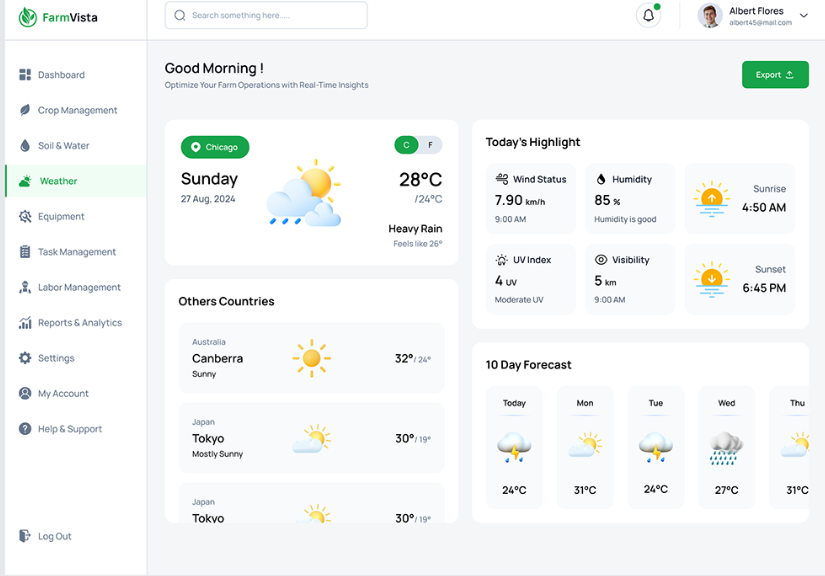 FarmVista
Search something here.....
Albert Flores
albert45@mail.com
Dashboard
Crop Management
Soil & Water
Weather
Equipment
Task Management
Labor Management
Reports & Analytics
Settings
My Account
Help & Support
Log Out
Good Morning !
Optimize Your Farm Operations with Real-Time Insights
Export
Chicago
C F
Sunday
27 Aug, 2024
28°C
/24°C
Heavy Rain
Feels like 26°
Others Countries
Australia
Canberra
Sunny
32°/ 24°
Japan
Tokyo
Mostly Sunny
30°/ 19°
Japan
Tokyo
30°/ 19°
Today's Highlight
Wind Status
7.90 km/h
9:00 AM
Humidity
85 %
Humidity is good
Sunrise
4:50 AM
UV Index
4 UV
Moderate UV
Visibility
5 km
9:00 AM
Sunset
6:45 PM
10 Day Forecast
Today Mon Tue Wed Thu
24°C 31°C 24°C 27°C 31°C